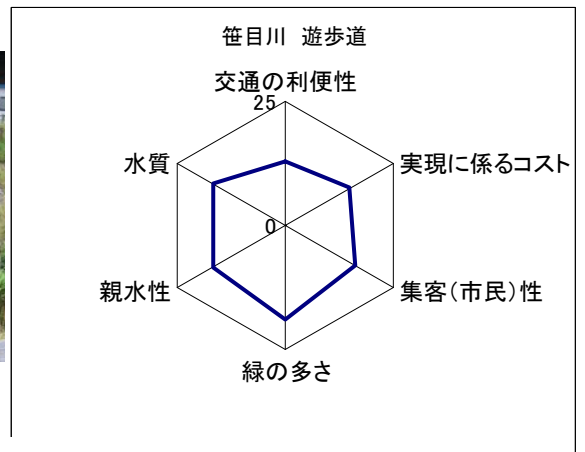 笹目川 遊歩道
交通の利便性
25
水質
実現に係るコスト
0
親水性
集客(市民)性
緑の多さ